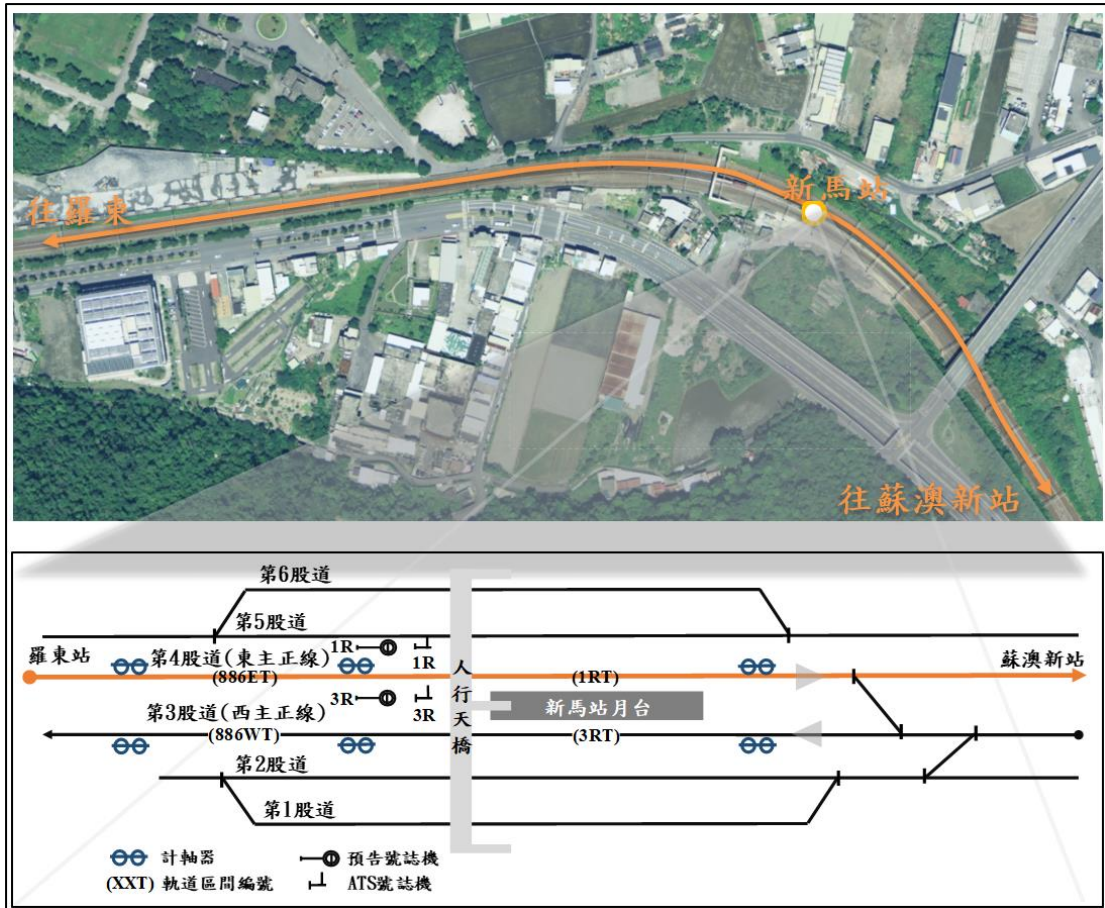 往羅東
新馬站
往蘇澳新站
第6股道
第5股道
1R
1R
羅東站
第4股道(東主正線)
蘇澳新站
(886ET)
(1RT)
3R
3R
人行天橋
新馬站月台
第3股道(西主正線)
(886WT)
(3RT)
第2股道
第1股道
計軸器
預告號誌機
(XXT) 軌道區間編號
ATS號誌機